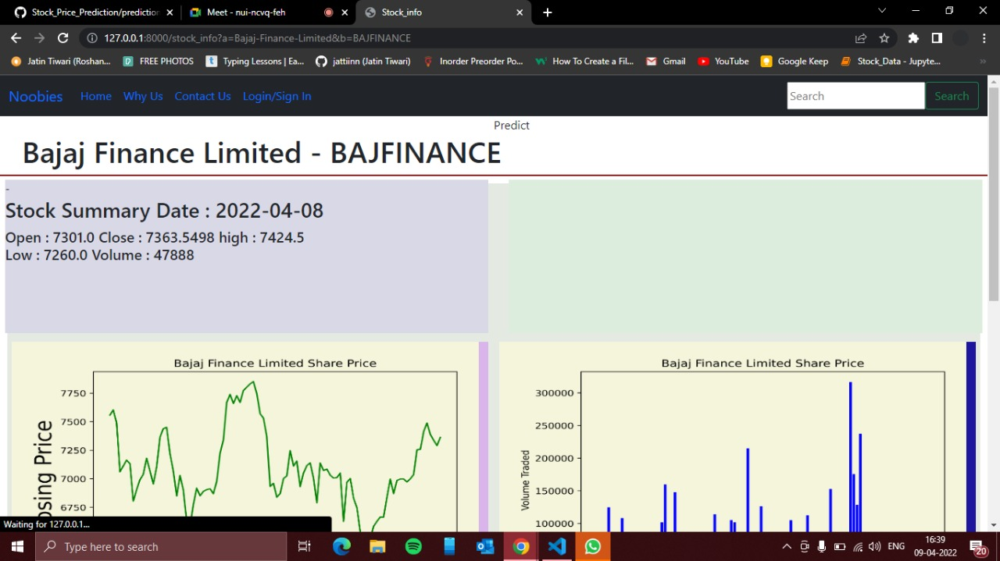 Stock_Price_Prediction/prediction
Meet - nui-ncvq-feh
Stock_info
127.0.0.1:8000/stock_info?a=Bajaj-Finance-Limited&b=BAJFINANCE
Jatin Tiwari (Roshan...
FREE PHOTOS
Typing Lessons | Ea...
jattiinn (Jatin Tiwari)
Inorder Preorder Po...
How To Create a Fil...
Gmail
YouTube
Google Keep
Stock_Data - Jupyte...
Noobies Home Why Us Contact Us Login/Sign In
Search Search
Predict
Bajaj Finance Limited - BAJFINANCE
-
Stock Summary Date : 2022-04-08
Open : 7301.0 Close : 7363.5498 high : 7424.5
Low : 7260.0 Volume : 47888
Bajaj Finance Limited Share Price
7750
7500
7250
7000
6750
osing Price
Bajaj Finance Limited Share Price
300000
250000
200000
150000
100000
Volume Traded
Waiting for 127.0.0.1...
Type here to search
ENG
16:39
09-04-2022
20